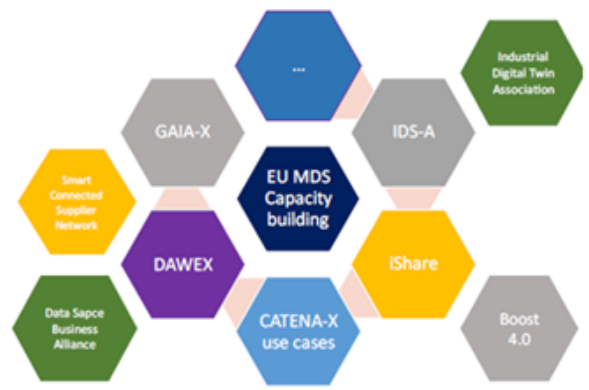 ...
Industrial
Digital Twin
Association
GAIA-X
IDS-A
EU MDS
Capacity
building
Smart
Connected
Supplier
Network
DAWEX
iShare
Data Sapce
Business
Alliance
CATENA-X
use cases
Boost
4.0